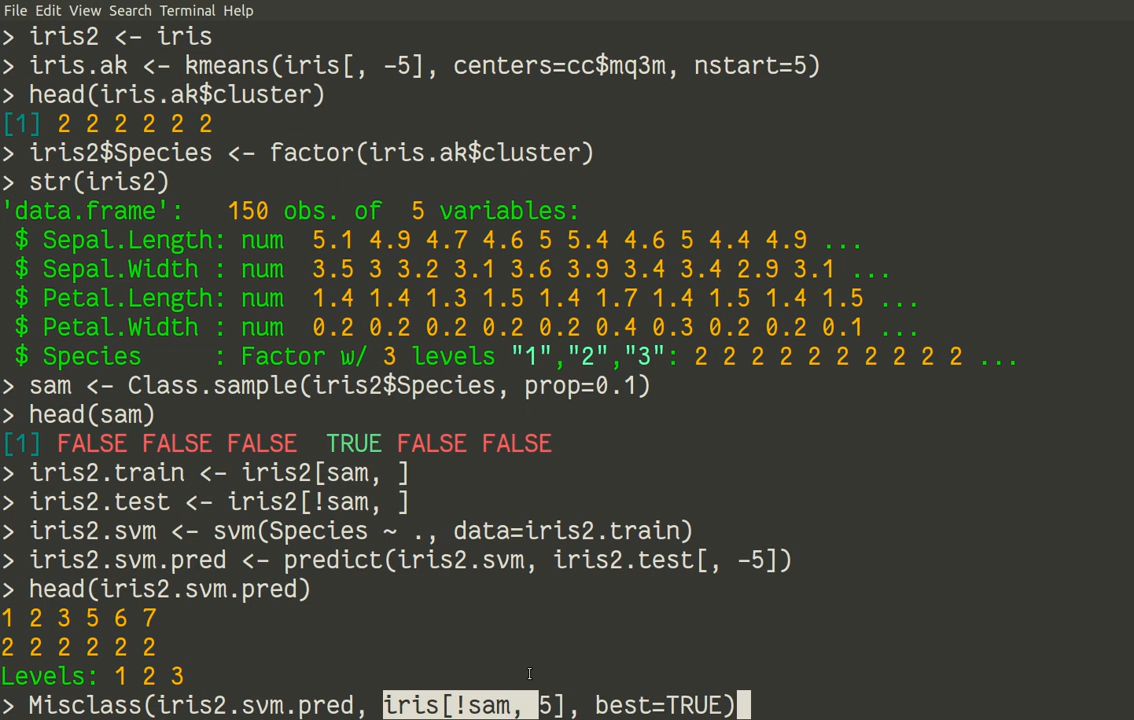 File Edit View Search Terminal Help
> iris2 <- iris
> iris.ak <- kmeans(iris[, -5], centers=cc$mq3m, nstart=5)
> head(iris.ak$cluster)
[1] 2 2 2 2 2 2
> iris2$Species <- factor(iris.ak$cluster)
> str(iris2)
'data.frame':   150 obs. of  5 variables:
 $ Sepal.Length: num  5.1 4.9 4.7 4.6 5 5.4 4.6 5 4.4 4.9 ...
 $ Sepal.Width : num  3.5 3 3.2 3.1 3.6 3.9 3.4 3.4 2.9 3.1 ...
 $ Petal.Length: num  1.4 1.4 1.3 1.5 1.4 1.7 1.4 1.5 1.4 1.5 ...
 $ Petal.Width : num  0.2 0.2 0.2 0.2 0.2 0.4 0.3 0.2 0.2 0.1 ...
 $ Species     : Factor w/ 3 levels "1","2","3": 2 2 2 2 2 2 2 2 2 2 ...
> sam <- Class.sample(iris2$Species, prop=0.1)
> head(sam)
[1] FALSE FALSE FALSE  TRUE FALSE FALSE
> iris2.train <- iris2[sam, ]
> iris2.test <- iris2[!sam, ]
> iris2.svm <- svm(Species ~ ., data=iris2.train)
> iris2.svm.pred <- predict(iris2.svm, iris2.test[, -5])
> head(iris2.svm.pred)
1 2 3 5 6 7
2 2 2 2 2 2
Levels: 1 2 3
> Misclass(iris2.svm.pred, iris[!sam, 5], best=TRUE)